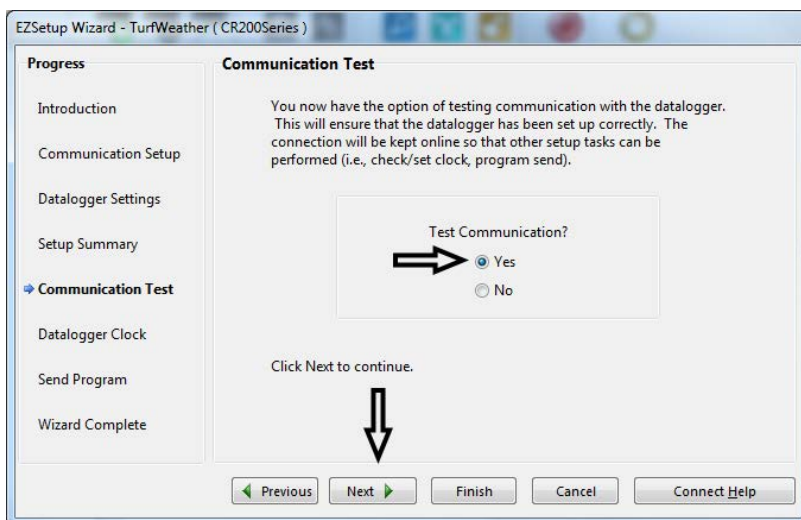 EZSetup Wizard - TurfWeather ( CR200Series )
Progress
Introduction
Communication Setup
Datalogger Settings
Setup Summary
Communication Test
Datalogger Clock
Send Program
Wizard Complete
Communication Test
You now have the option of testing communication with the datalogger.
This will ensure that the datalogger has been set up correctly. The
connection will be kept online so that other setup tasks can be
performed (i.e., check/set clock, program send).
Test Communication?
Yes
No
Click Next to continue.
Previous
Next
Finish
Cancel
Connect Help